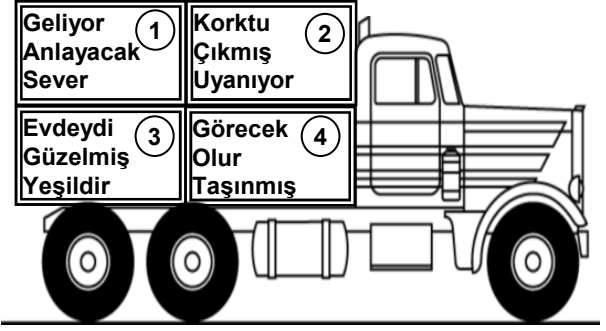 Geliyor
Anlayacak
Sever
1
Korktu
Çıkmış
Uyanıyor
2
Evdeydi
Güzelmiş
Yeşildir
3
Görecek
Olur
Taşınmış
4